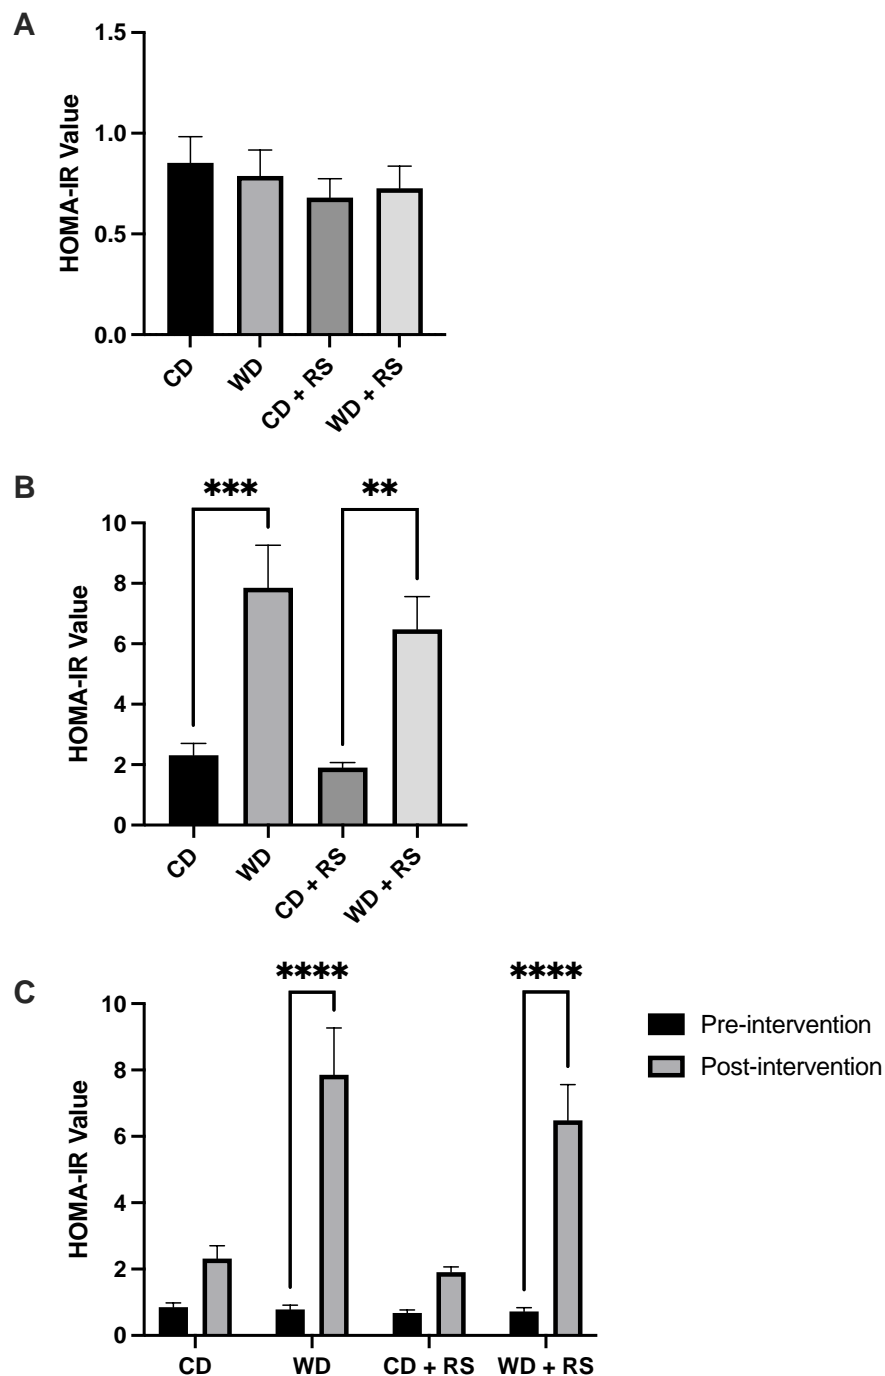 A
1.5
1.0
0.5
0.0
HOMA-IR Value
CD
WD
CD + RS
WD + RS
B
*** **
10
8
6
4
2
0
HOMA-IR Value
CD
WD
CD + RS
WD + RS
C
**** ****
10
8
6
4
2
0
HOMA-IR Value
CD WD CD + RS WD + RS
Pre-intervention
Post-intervention